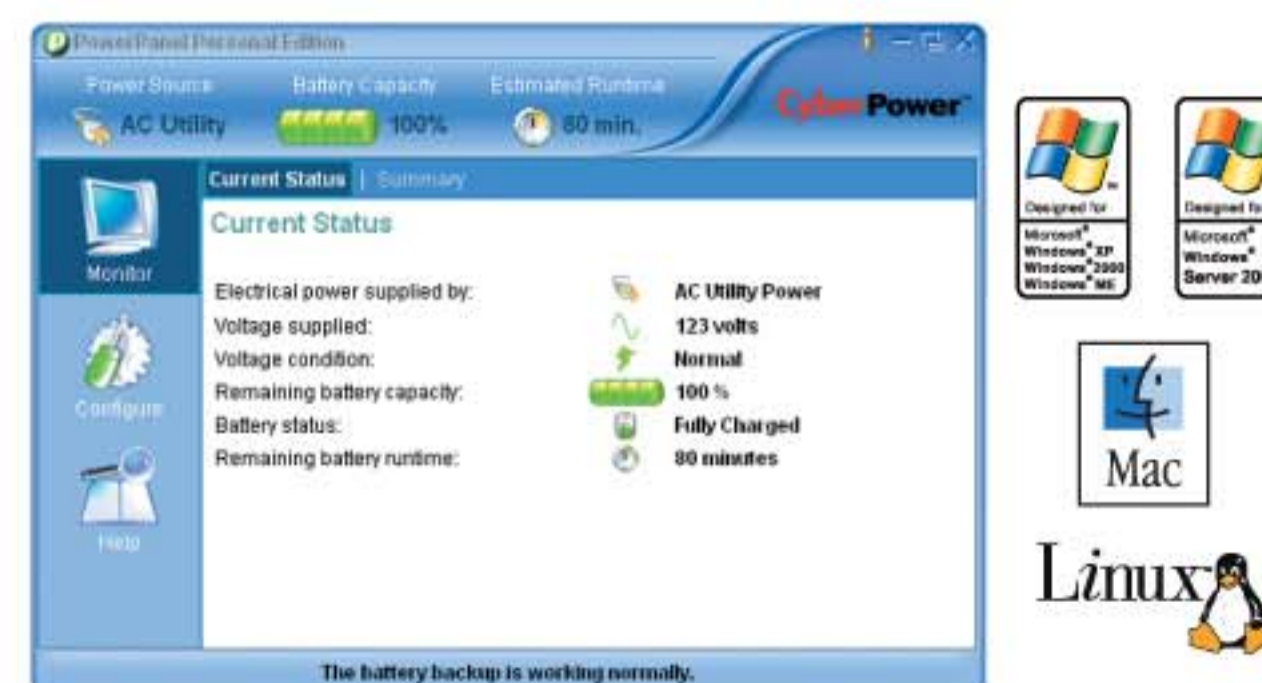 PowerPanel Personal Edition
Power Source Battery Capacity Estimated Runtime
AC Utility 100% 80 min.
CyberPower™
Current Status | Summary
Current Status
Monitor
Configure
Help
Electrical power supplied by: AC Utility Power
Voltage supplied: 123 volts
Voltage condition: Normal
Remaining battery capacity: 100 %
Battery status: Fully Charged
Remaining battery runtime: 80 minutes
The battery backup is working normally.
Designed for
Microsoft®
Windows® XP
Windows® 2000
Windows® ME
Designed for
Microsoft®
Windows®
Server
Mac
Linux